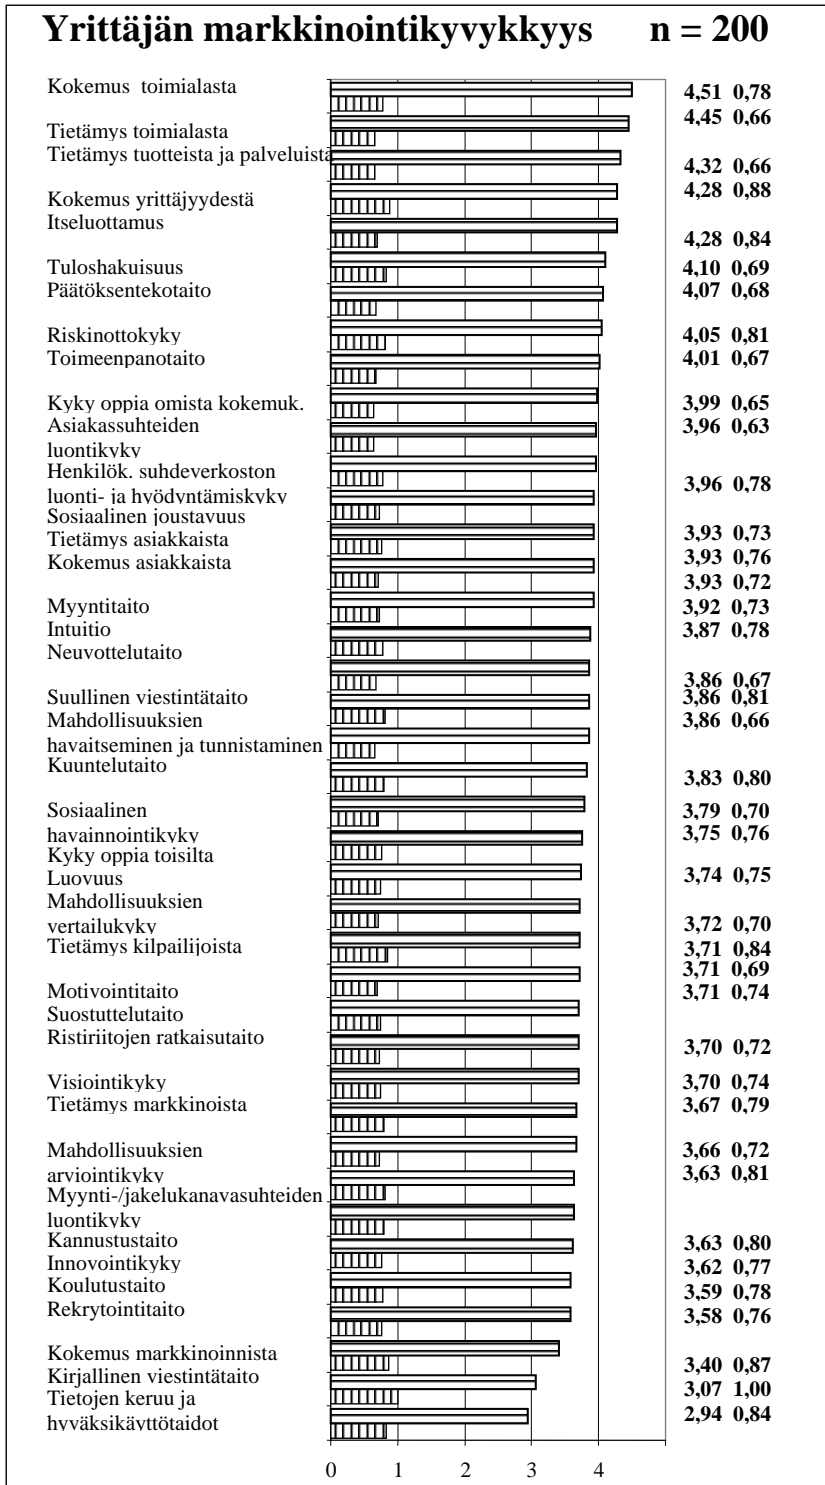 Yrittäjän markkinointikyvykkyys n = 200
Kokemus toimialasta 4,51 0,78
Tietämys toimialasta 4,45 0,66
Tietämys tuotteista ja palveluista 4,32 0,66
Kokemus yrittäjyydestä 4,28 0,88
Itseluottamus 4,28 0,84
Tuloshakuisuus 4,10 0,69
Päätöksentekotaito 4,07 0,68
Riskinottokyky 4,05 0,81
Toimeenpanotaito 4,01 0,67
Kyky oppia omista kokemuk. 3,99 0,65
Asiakassuhteiden 3,96 0,63
luontikyky
Henkilök. suhdeverkoston
luonti- ja hyödyntämiskyky 3,96 0,78
Sosiaalinen joustavuus 3,93 0,73
Tietämys asiakkaista 3,93 0,76
Kokemus asiakkaista 3,93 0,72
Myyntitaito 3,92 0,73
Intuitio 3,87 0,78
Neuvottelutaito 3,86 0,67
Suullinen viestintätaito 3,86 0,81
Mahdollisuuksien 3,86 0,66
havaitseminen ja tunnistaminen
Kuuntelutaito 3,83 0,80
Sosiaalinen 3,79 0,70
havainnointikyky
Kyky oppia toisilta 3,75 0,76
Luovuus 3,74 0,75
Mahdollisuuksien
vertailukyky 3,72 0,70
Tietämys kilpailijoista 3,71 0,84
Motivointitaito 3,71 0,69
Suostuttelutaito 3,71 0,74
Ristiriitojen ratkaisutaito 3,70 0,72
Visiointikyky 3,70 0,74
Tietämys markkinoista 3,67 0,79
Mahdollisuuksien 3,66 0,72
arviointikyky
Myynti-/jakelukanavasuhteiden 3,63 0,81
luontikyky
Kannustustaito 3,63 0,80
Innovointikyky 3,62 0,77
Koulutustaito 3,59 0,78
Rekrytointitaito 3,58 0,76
Kokemus markkinoinnista 3,40 0,87
Kirjallinen viestintätaito 3,07 1,00
Tietojen keruu ja 2,94 0,84
hyväksikäyttötaidot
0 1 2 3 4